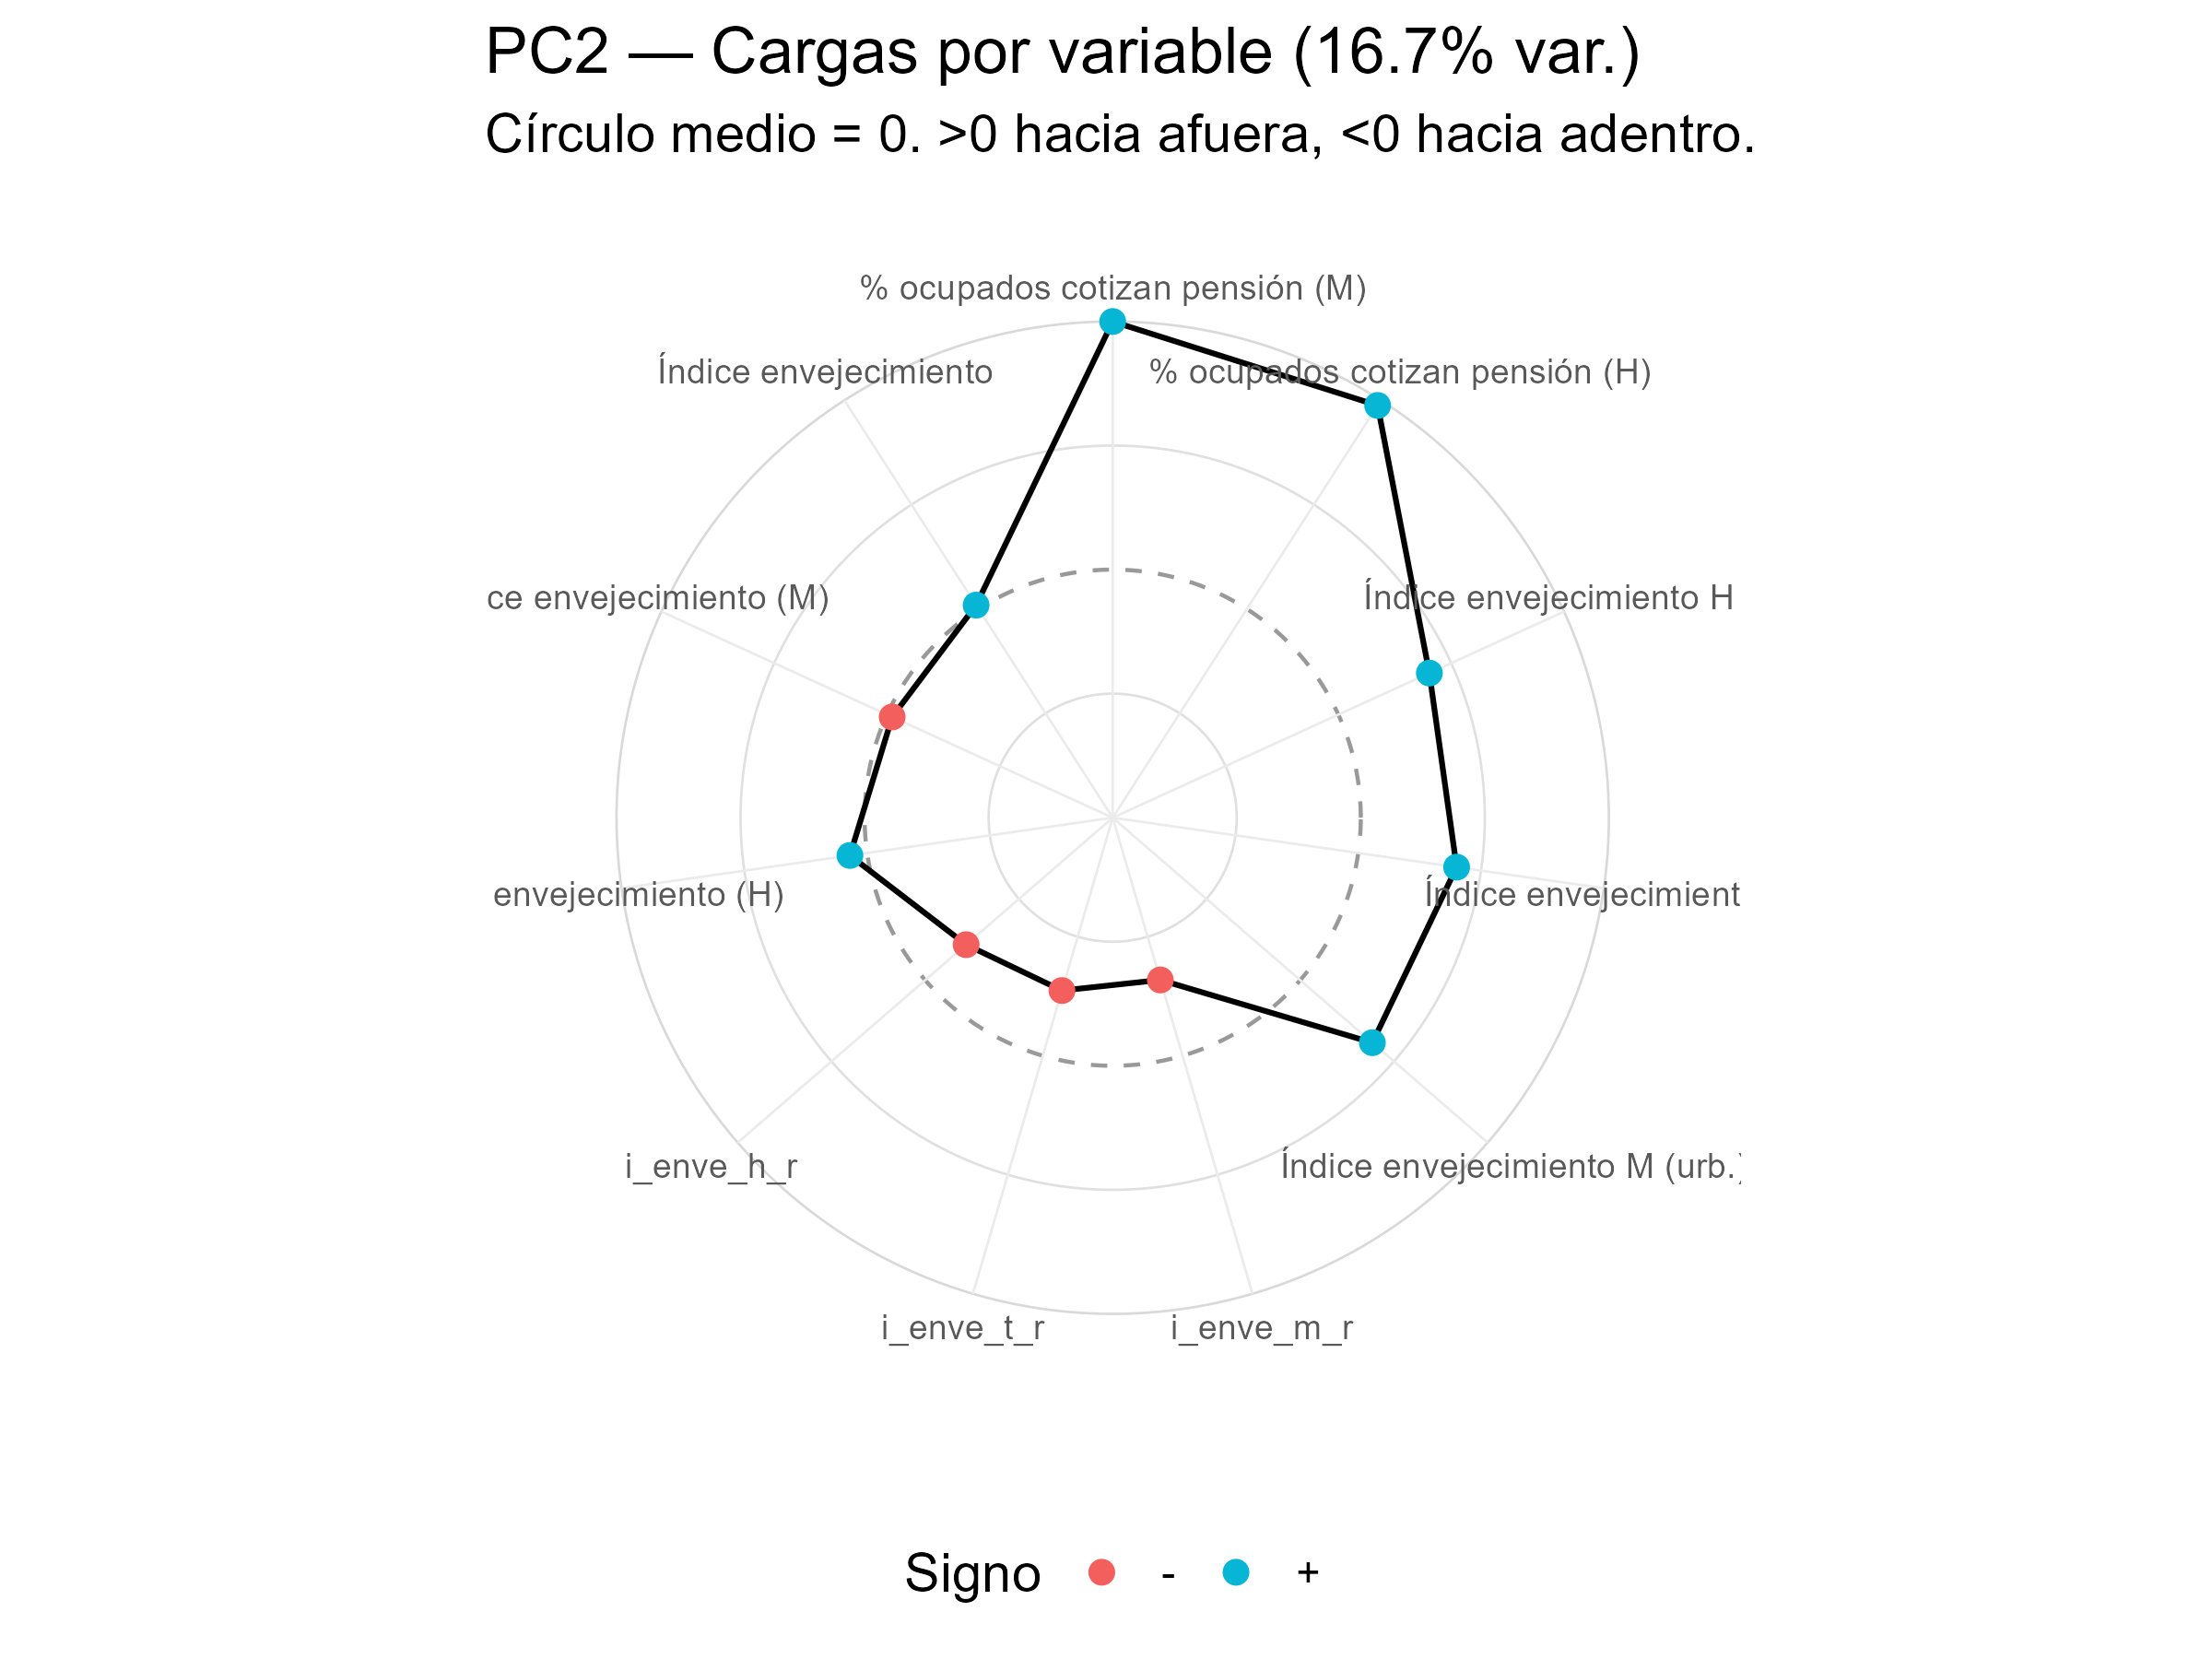 PC2 — Cargas por variable (16.7% var.)
Círculo medio = 0. >0 hacia afuera, <0 hacia adentro.
% ocupados cotizan pensión (M)
Índice envejecimiento
% ocupados cotizan pensión (H)
ce envejecimiento (M)
Índice envejecimiento H
envejecimiento (H)
Índice envejecimient
i_enve_h_r
Índice envejecimiento M (urb.)
i_enve_t_r
i_enve_m_r
Signo - +